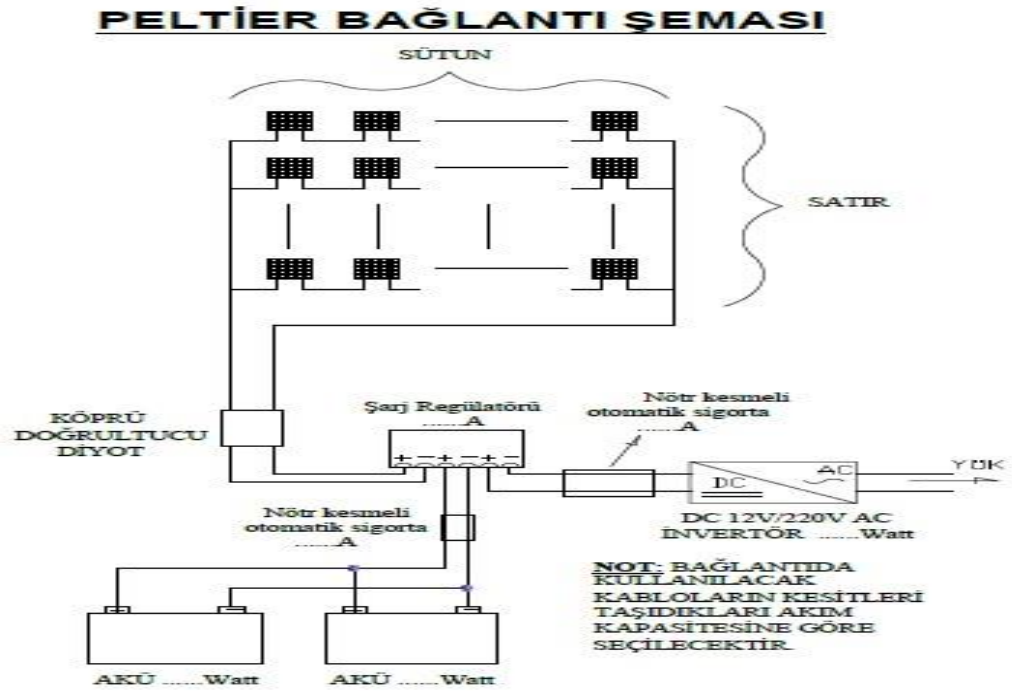 PELTİER BAĞLANTI ŞEMASI
SÜTUN
SATIR
KÖPRÜ
DOĞRULTUCU
DİYOT
Şarj Regülatörü
......A
+ - + - + -
Nötr kesmeli
otomatik sigorta
......A
DC
AC
YÜK
DC 12V/220V AC
İNVERTÖR ......Watt
Nötr kesmeli
otomatik sigorta
......A
NOT: BAĞLANTIDA
KULLANILACAK
KABLOLARIN KESİTLERİ
TAŞIDIKLARI AKIM
KAPASİTESİNE GÖRE
SEÇİLECEKTİR
AKÜ ......Watt
AKÜ ......Watt